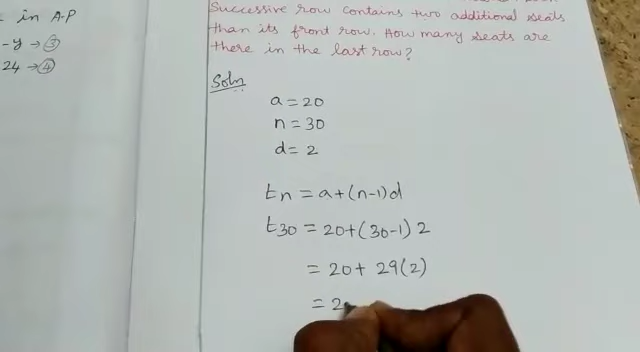 in A.P
-y → ③
24 → ④
Successive row contains two additional seats
than its front row. How many seats are
there in the last row?
Soln
a = 20
n = 30
d = 2
tn = a+(n-1)d
t30 = 20+(30-1) 2
= 20+ 29(2)
= 2